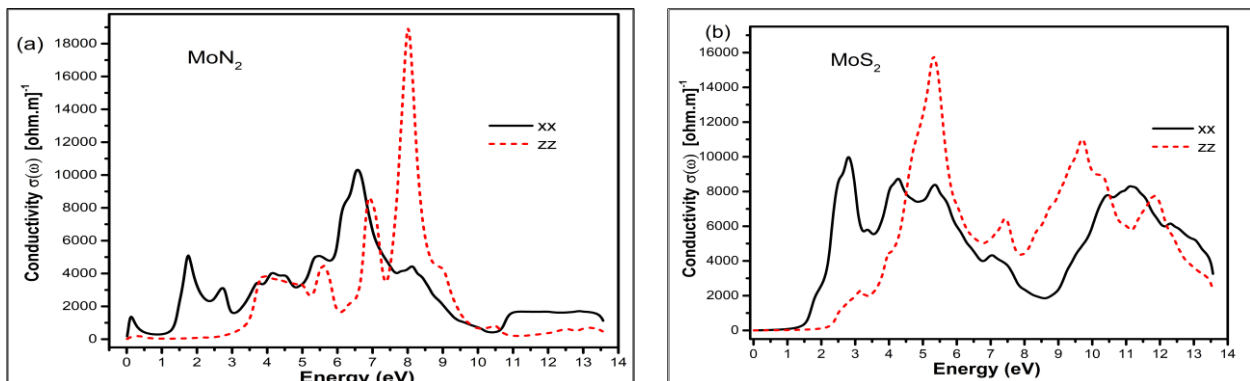 (a)
MoN2
xx
zz
Conductivity σ(ω) [ohm.m]-1
18000
16000
14000
12000
10000
8000
6000
4000
2000
0
0 1 2 3 4 5 6 7 8 9 10 11 12 13 14
Energy (eV)
(b)
MoS2
xx
zz
Conductivity σ(ω) [ohm.m]-1
16000
14000
12000
10000
8000
6000
4000
2000
0
0 1 2 3 4 5 6 7 8 9 10 11 12 13 14
Energy (eV)